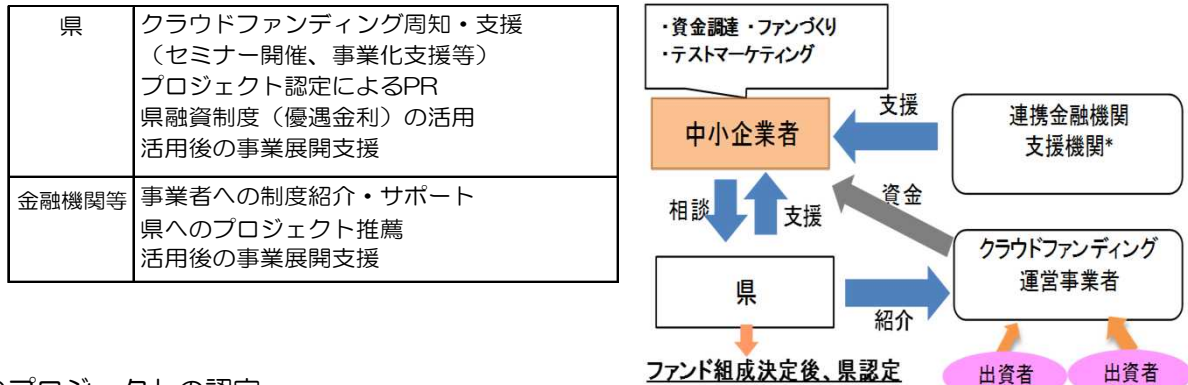 県
クラウドファンディング周知・支援
（セミナー開催、事業化支援等）
プロジェクト認定によるPR
県融資制度（優遇金利）の活用
活用後の事業展開支援
金融機関等
事業者への制度紹介・サポート
県へのプロジェクト推薦
活用後の事業展開支援
・資金調達・ファンづくり
・テストマーケティング
中小企業者
支援
連携金融機関
支援機関*
相談
支援
資金
クラウドファンディング
運営事業者
県
紹介
ファンド組成決定後、県認定
出資者
出資者
プロジェクトの認定